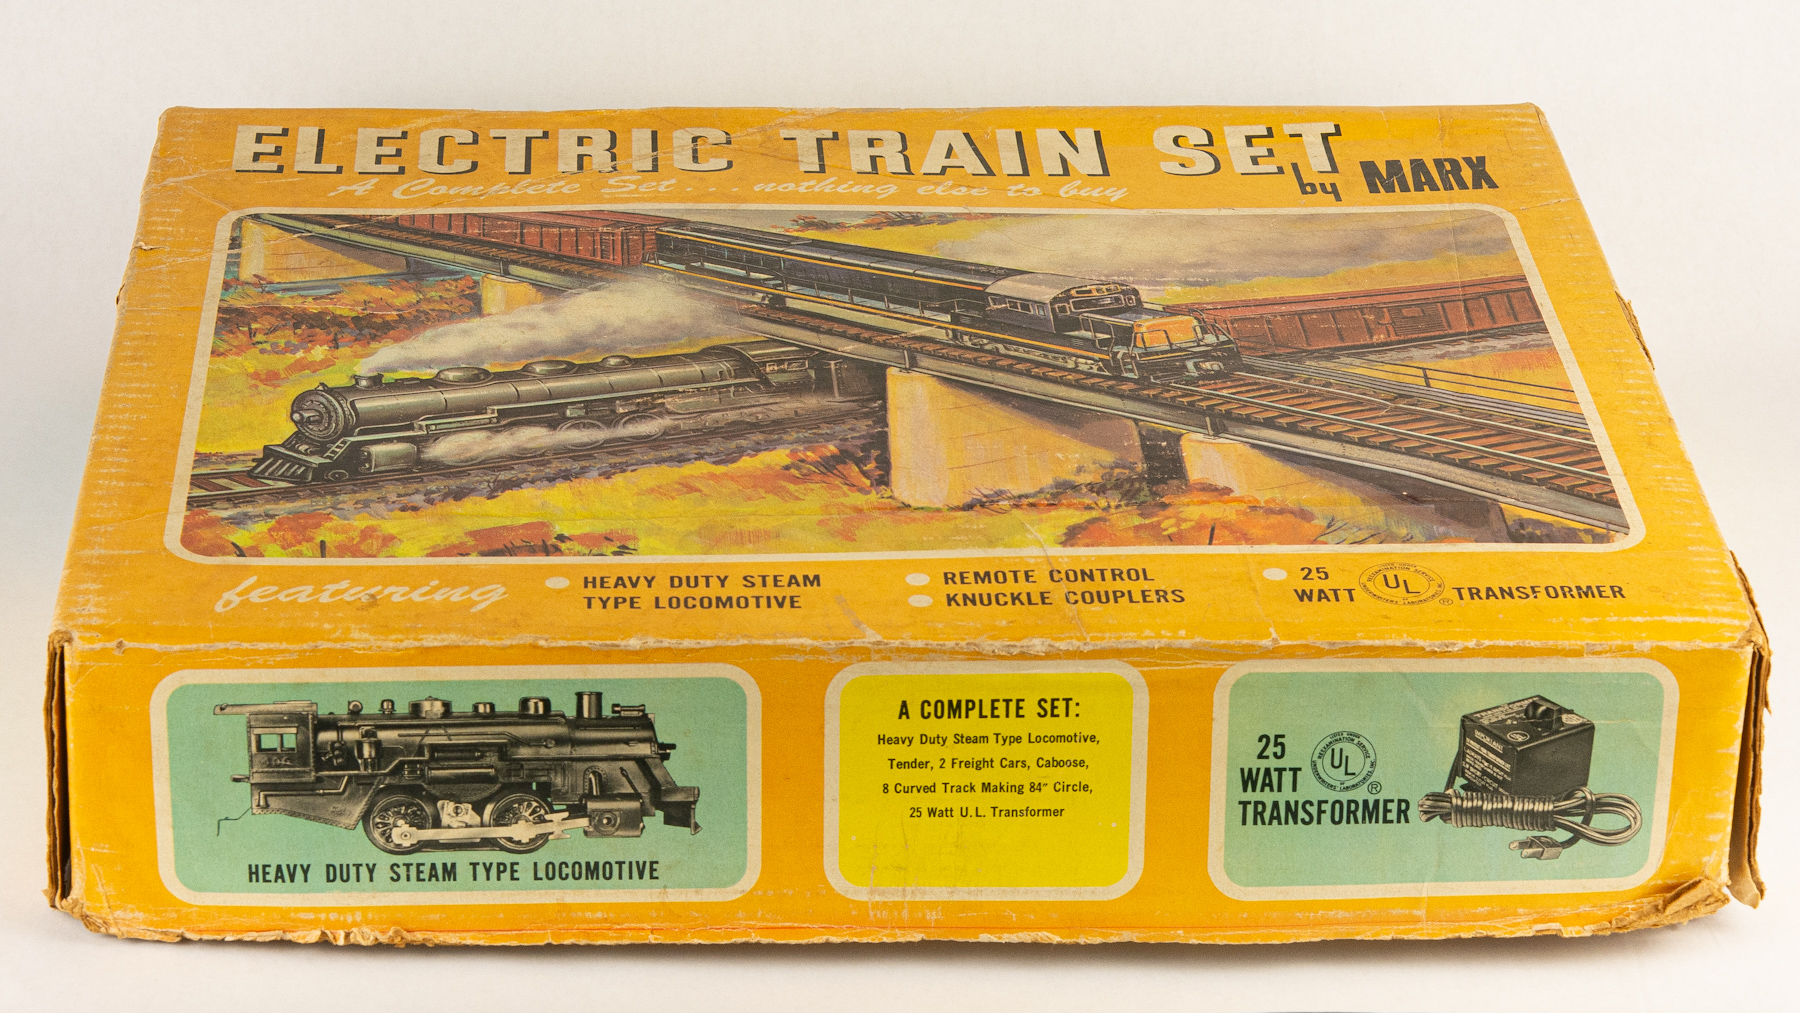 ELECTRIC TRAIN SET
by MARX
A Complete Set... nothing else to buy
featuring
HEAVY DUTY STEAM
TYPE LOCOMOTIVE
REMOTE CONTROL
KNUCKLE COUPLERS
25
WATT UL ® TRANSFORMER
490
HEAVY DUTY STEAM TYPE LOCOMOTIVE
A COMPLETE SET:
Heavy Duty Steam Type Locomotive,
Tender, 2 Freight Cars, Caboose,
8 Curved Track Making 84" Circle,
25 Watt U.L. Transformer
25
WATT
UL ®
TRANSFORMER
IMPORTANT